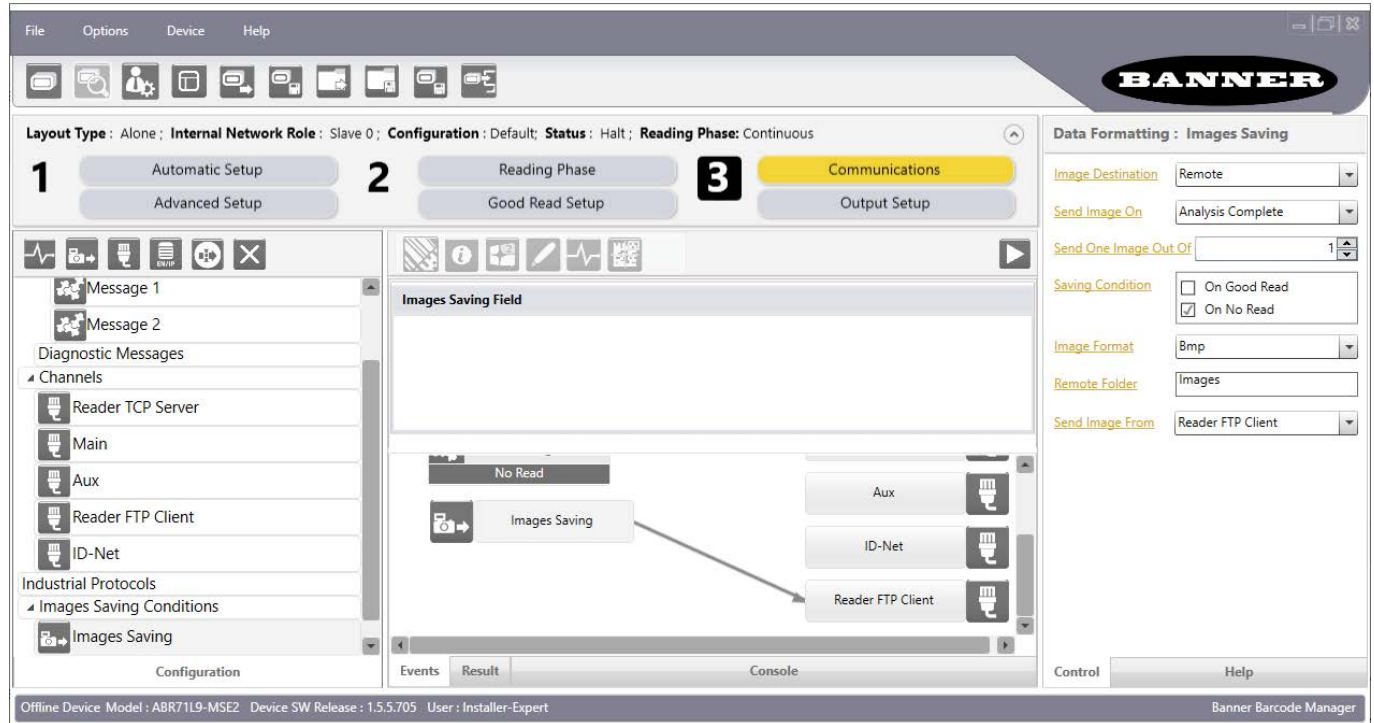 File Options Device Help
BANNER
Layout Type : Alone ; Internal Network Role : Slave 0 ; Configuration : Default; Status : Halt ; Reading Phase: Continuous
1 Automatic Setup
Advanced Setup
2 Reading Phase
Good Read Setup
3 Communications
Output Setup
EN/IP
Message 1
Message 2
Diagnostic Messages
Channels
Reader TCP Server
Main
Aux
Reader FTP Client
ID-Net
Industrial Protocols
Images Saving Conditions
Images Saving
Configuration
Images Saving Field
No Read
Images Saving
Aux
ID-Net
Reader FTP Client
Events Result Console
Data Formatting : Images Saving
Image Destination Remote
Send Image On Analysis Complete
Send One Image Out Of 1
Saving Condition On Good Read
On No Read
Image Format Bmp
Remote Folder Images
Send Image From Reader FTP Client
Control Help
Offline Device Model : ABR71L9-MSE2 Device SW Release : 1.5.5.705 User : Installer-Expert
Banner Barcode Manager